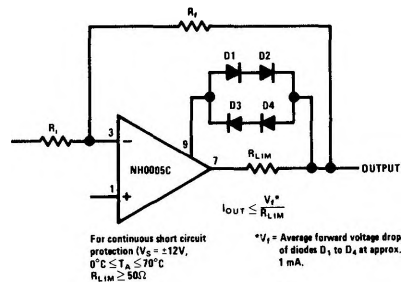 Rf
D1
D2
D3
D4
Ri
3
−
9
NH0005C
7
RLIM
OUTPUT
1
+
IOUT ≤ Vf*
RLIM
For continuous short circuit
protection (VS = ±12V,
0°C ≤ TA ≤ 70°C
RLIM ≥ 50Ω
*Vf = Average forward voltage drop
of diodes D1 to D4 at approx.
1 mA.